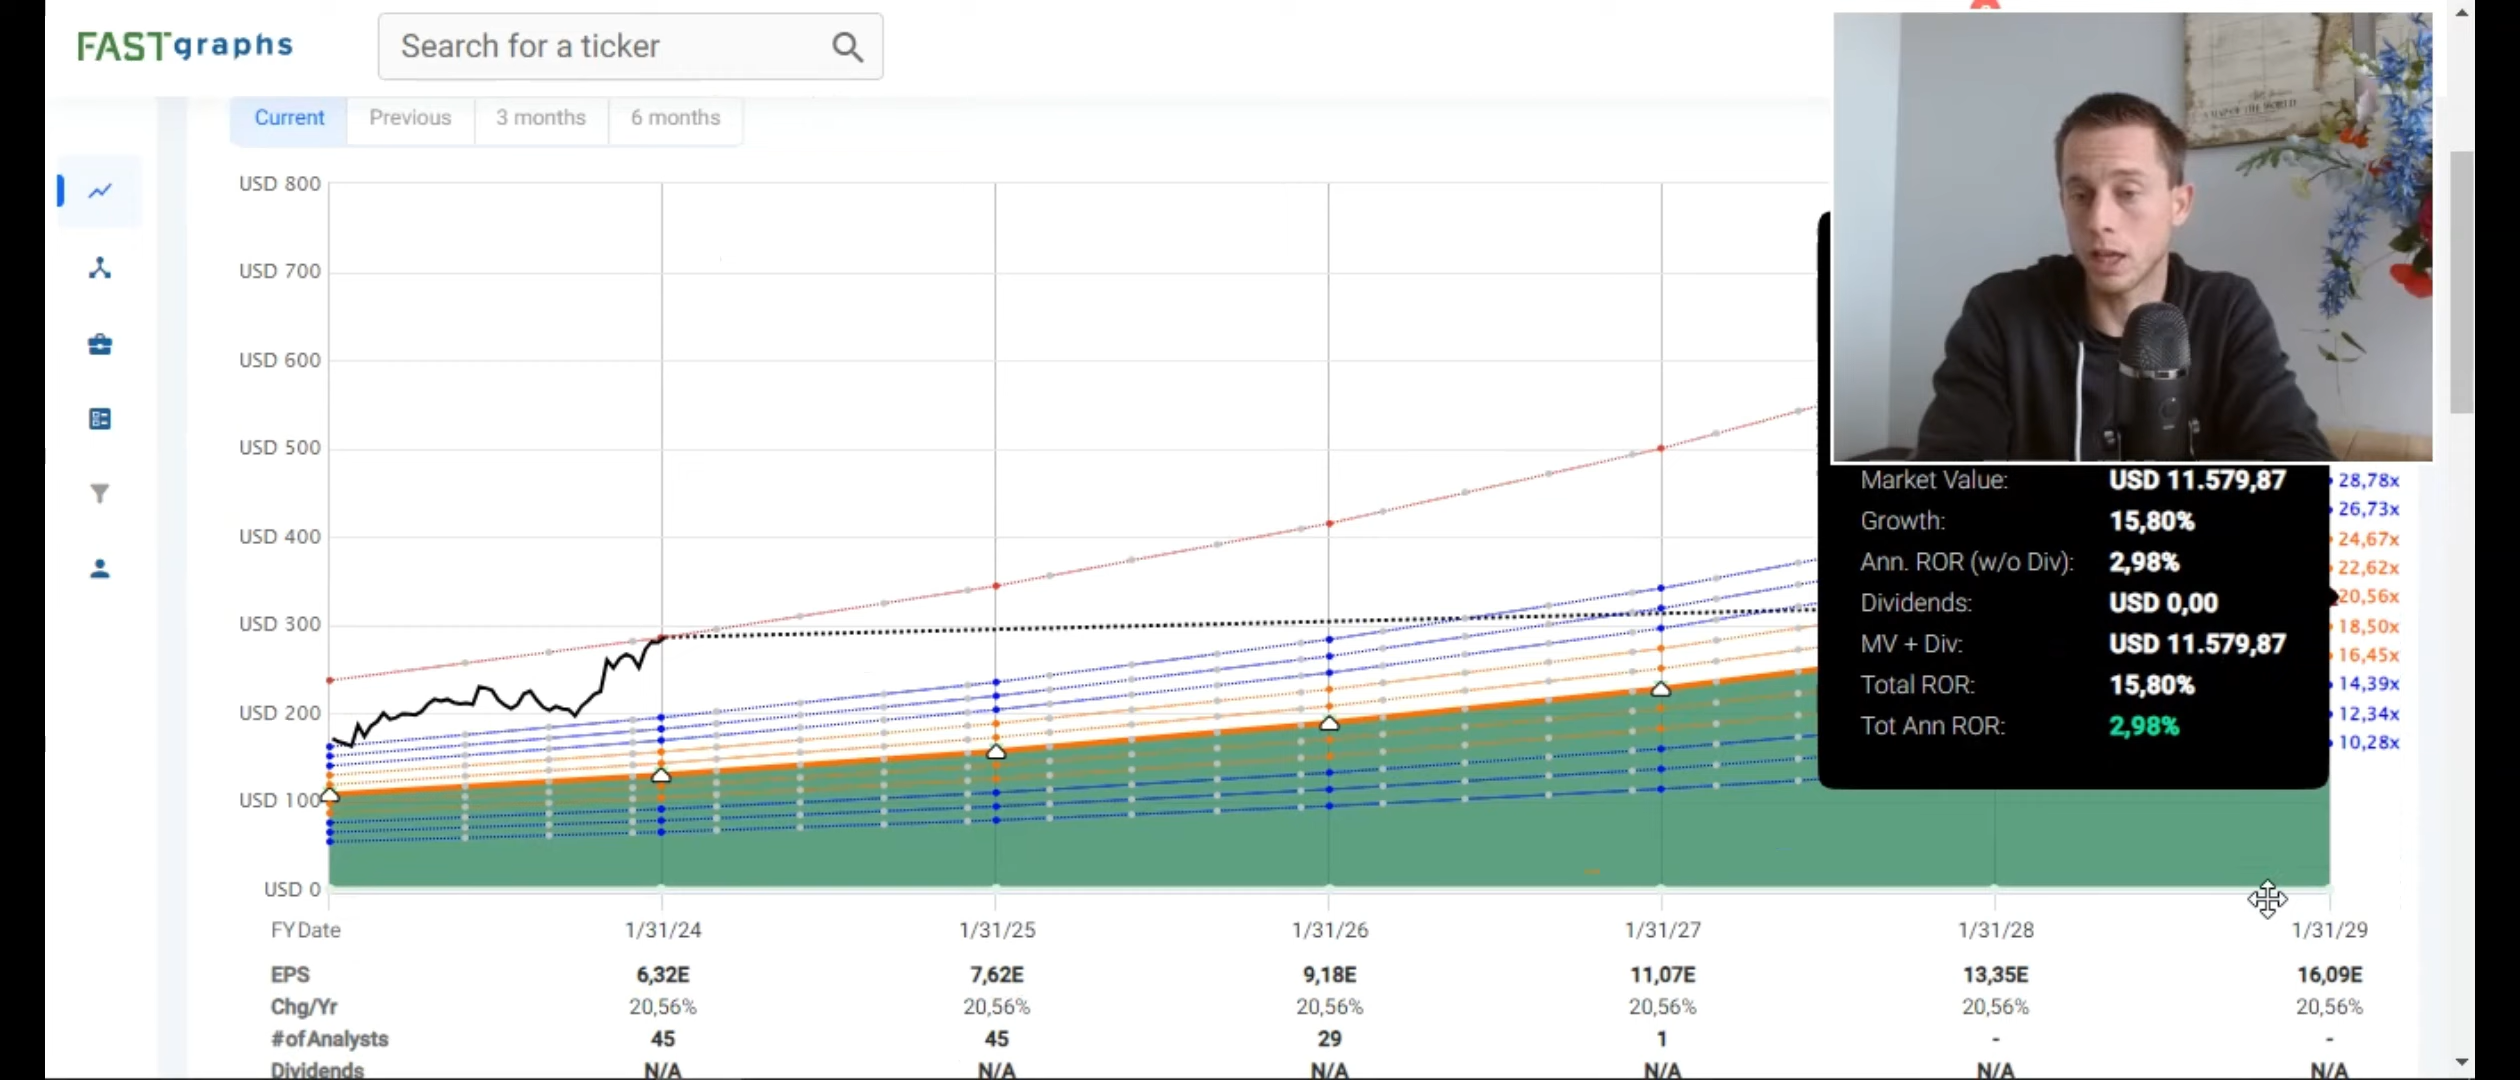 FASTgraphs
Search for a ticker
Current Previous 3 months 6 months
USD 800
USD 700
USD 600
USD 500
USD 400
USD 300
USD 200
USD 100
USD 0
Market Value: USD 11.579,87
Growth: 15,80%
Ann. ROR (w/o Div): 2,98%
Dividends: USD 0,00
MV + Div: USD 11.579,87
Total ROR: 15,80%
Tot Ann ROR: 2,98%
28,78x
26,73x
24,67x
22,62x
20,56x
18,50x
16,45x
14,39x
12,34x
10,28x
FY Date 1/31/24 1/31/25 1/31/26 1/31/27 1/31/28 1/31/29
EPS 6,32E 7,62E 9,18E 11,07E 13,35E 16,09E
Chg/Yr 20,56% 20,56% 20,56% 20,56% 20,56% 20,56%
# of Analysts 45 45 29 1 - -
Dividends N/A N/A N/A N/A N/A N/A